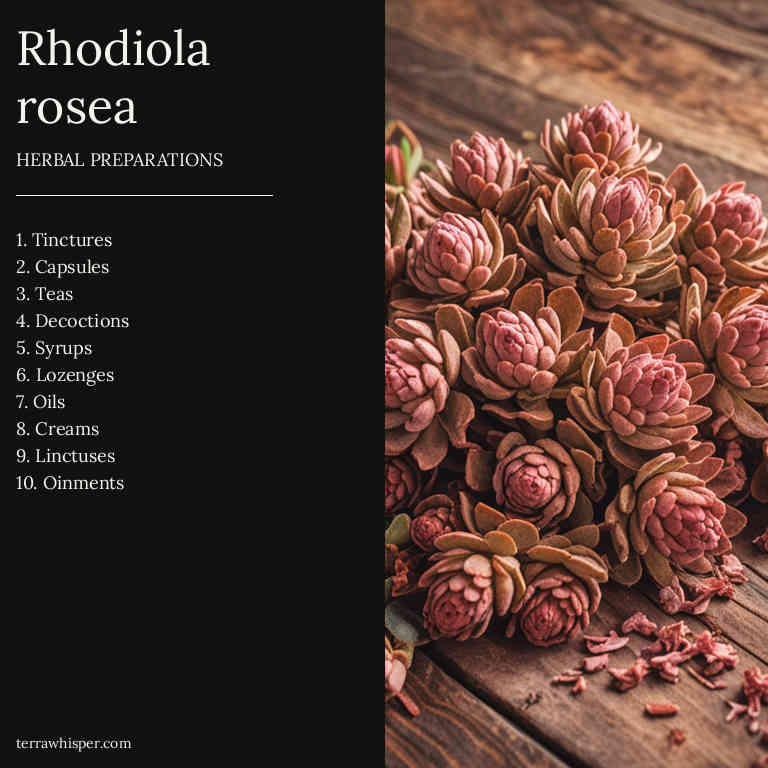 Rhodiola
rosea
HERBAL PREPARATIONS
1. Tinctures
2. Capsules
3. Teas
4. Decoctions
5. Syrups
6. Lozenges
7. Oils
8. Creams
9. Linctuses
10. Oinments
terrawhisper.com